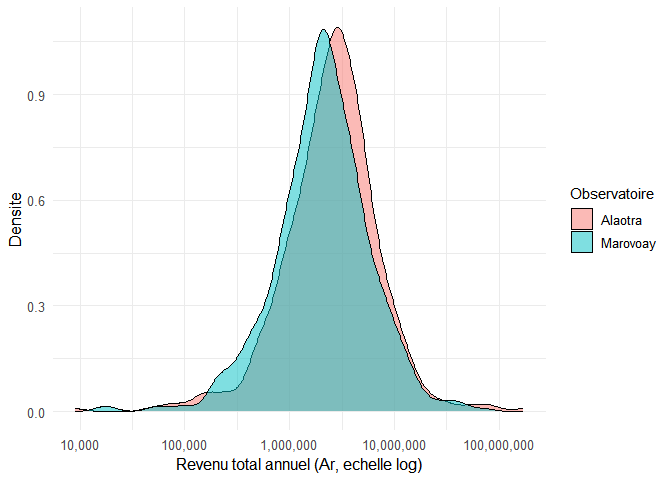 0.9
0.6
0.3
0.0
Densite
10,000
100,000
1,000,000
10,000,000
100,000,000
Revenu total annuel (Ar, echelle log)
Observatoire
Alaotra
Marovoay